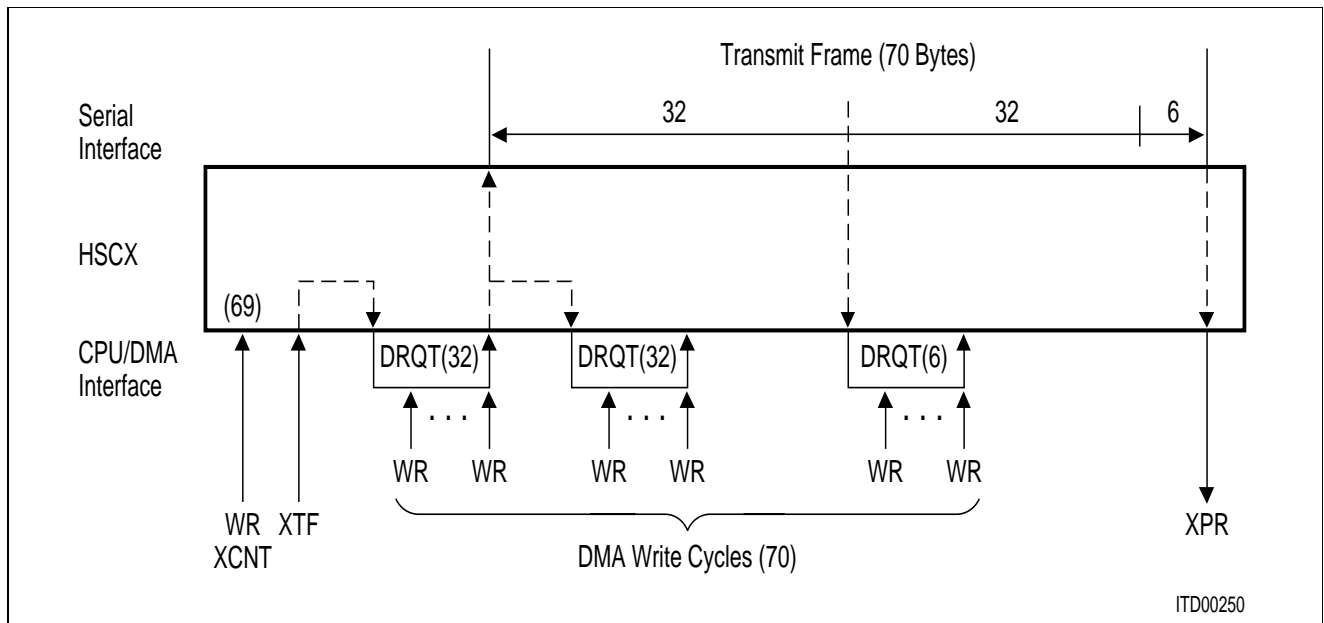 Transmit Frame (70 Bytes)
Serial
Interface
32
32
6
HSCX
(69)
CPU/DMA
Interface
DRQT(32)
DRQT(32)
DRQT(6)
. . .
. . .
. . .
WR
WR
WR
WR
WR
WR
WR
XCNT
XTF
XPR
DMA Write Cycles (70)
ITD00250